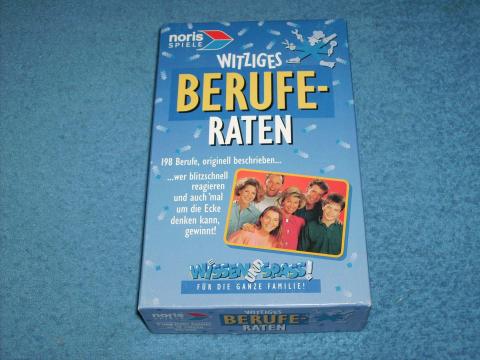 noris
SPIELE
WITZIGES
BERUFE-
RATEN
198 Berufe, originell beschrieben...
...wer blitzschnell
reagieren
und auch 'mal
um die Ecke
denken kann,
gewinnt!
WISSEN UND SPASS!
FÜR DIE GANZE FAMILIE!
noris
WITZIGES
BERUFE-
RATEN